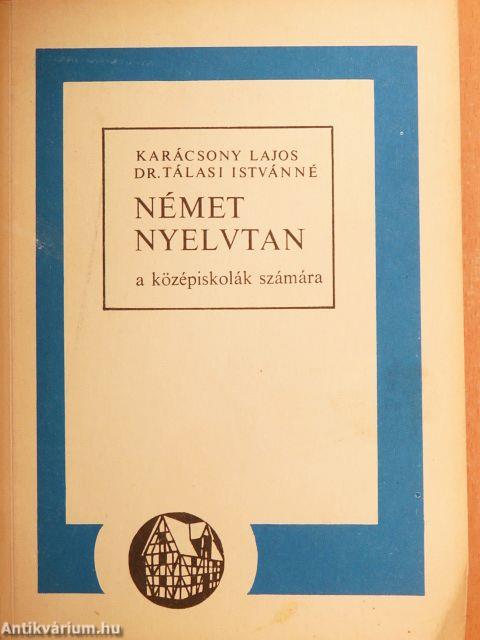 KARÁCSONY LAJOS
DR. TÁLASI ISTVÁNNÉ
NÉMET
NYELVTAN
a középiskolák számára
Antikvárium.hu